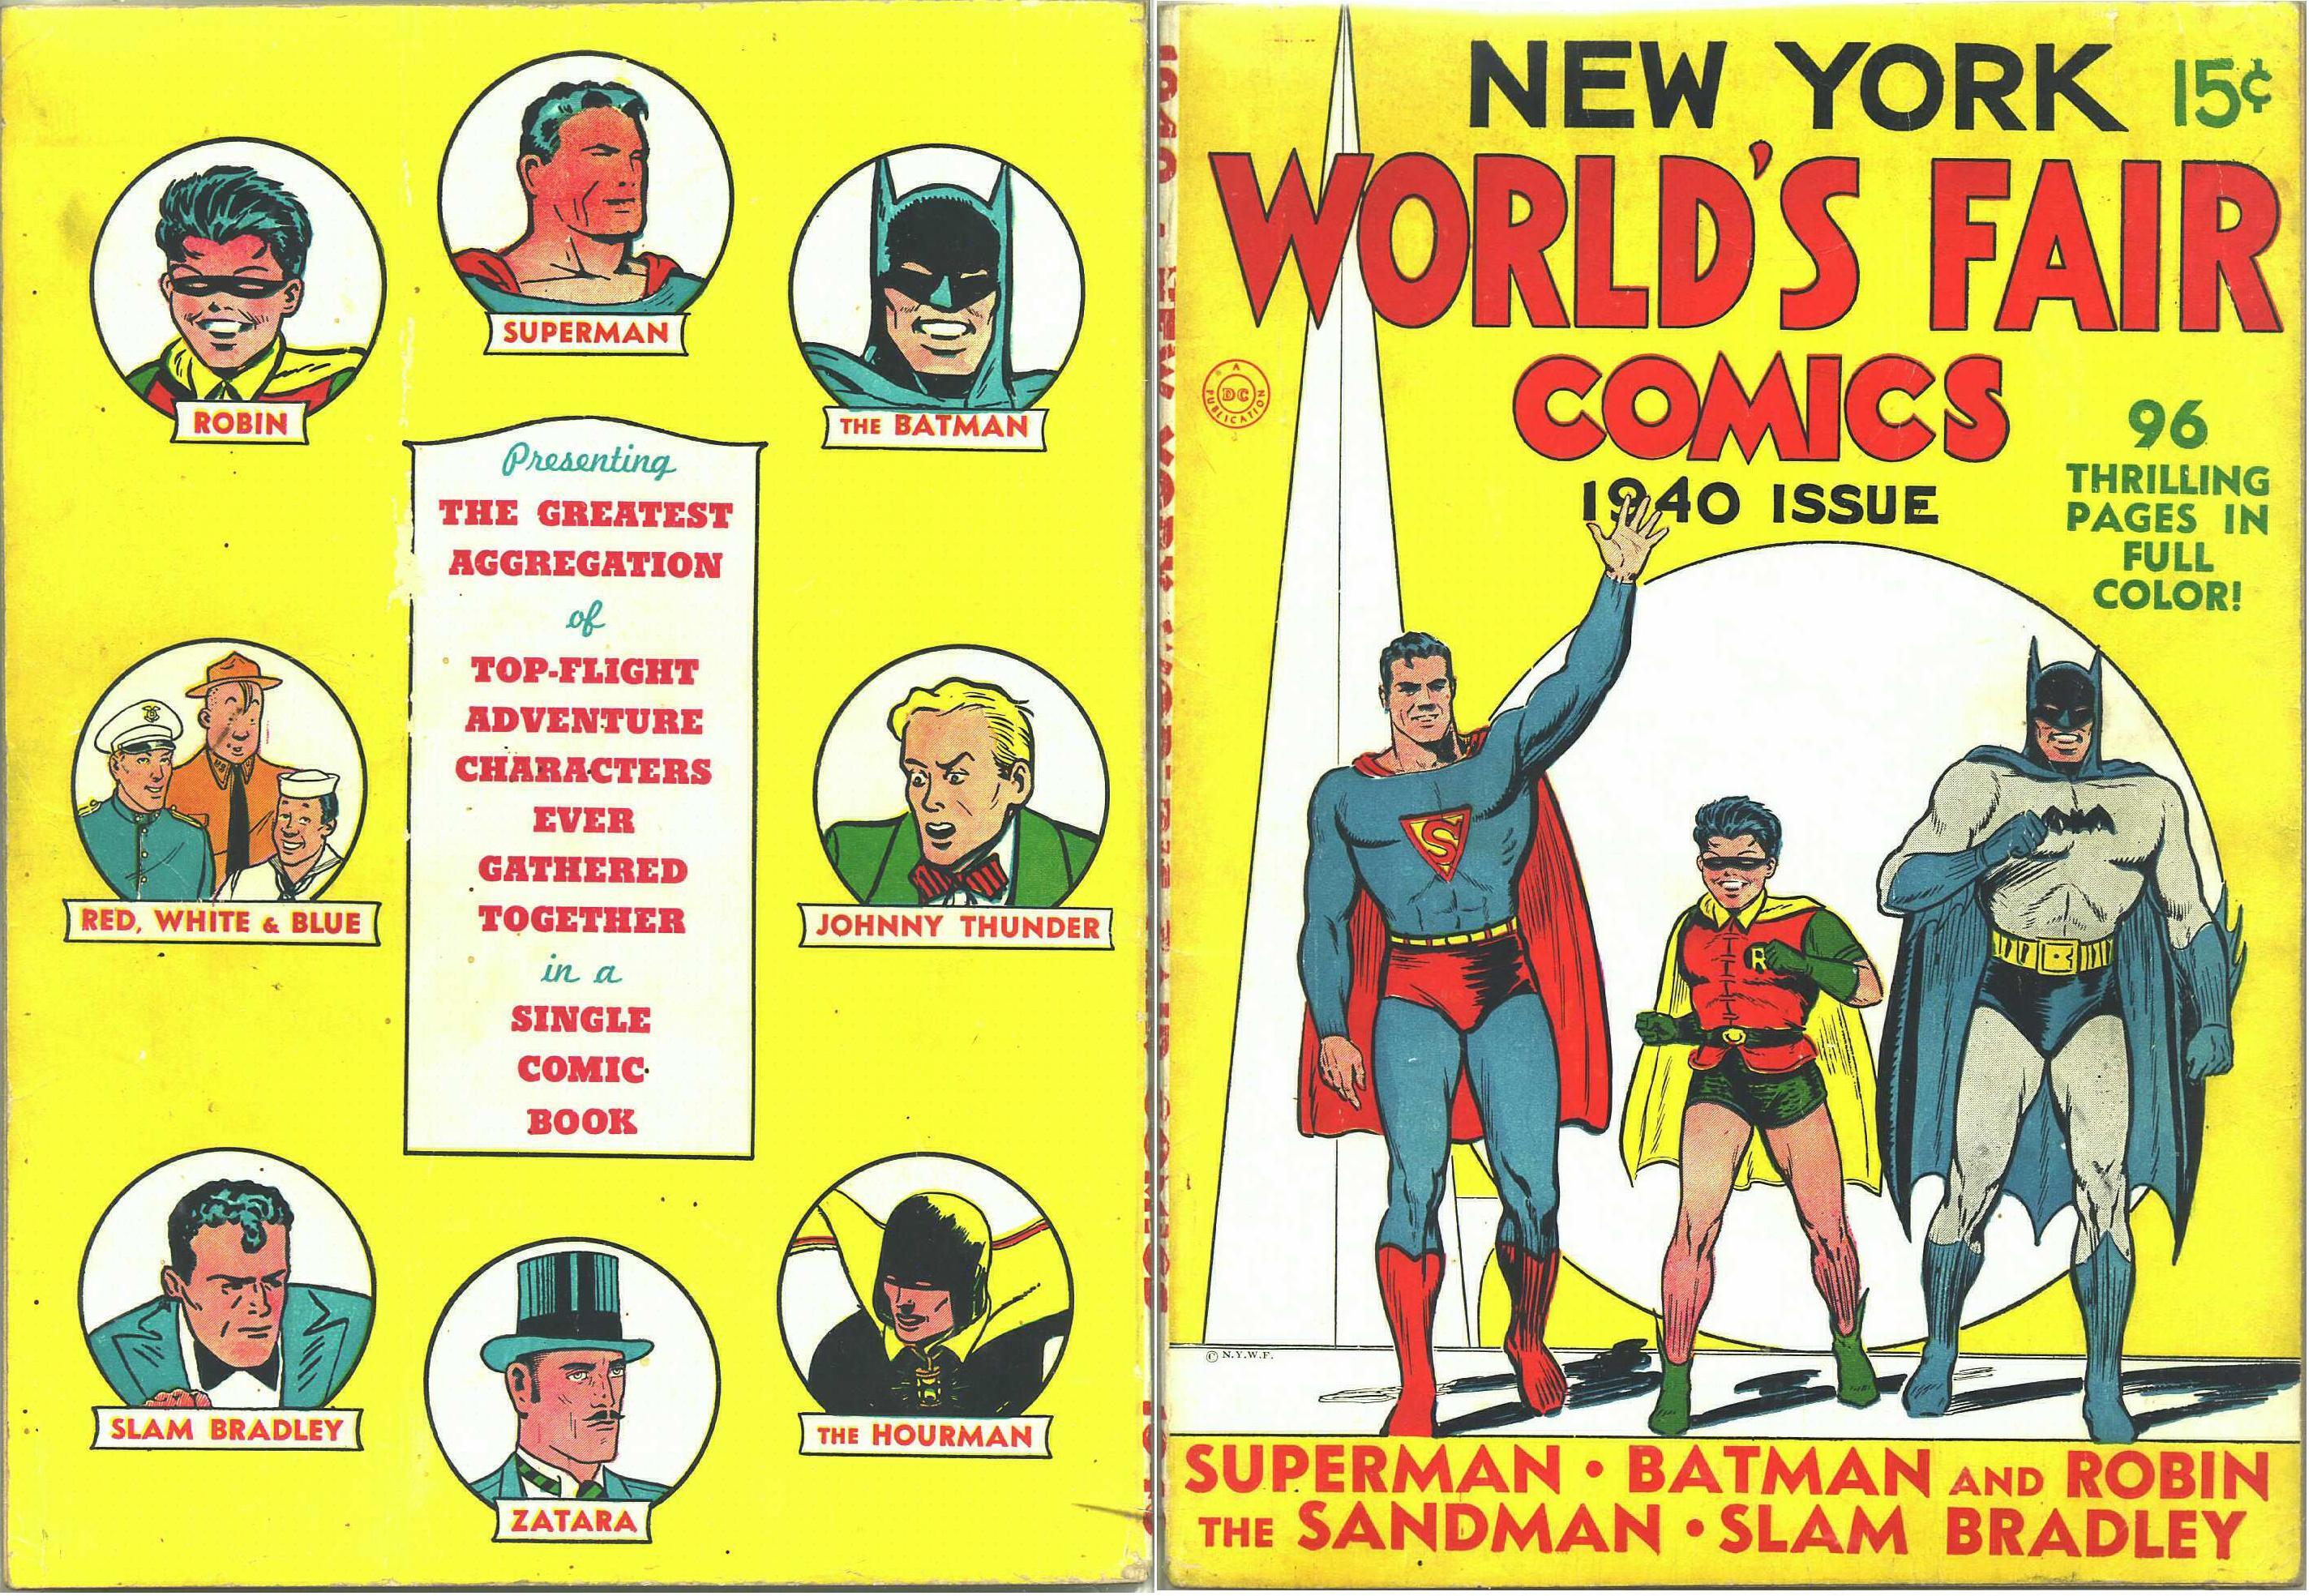 ROBIN
SUPERMAN
THE BATMAN
Presenting
THE GREATEST
AGGREGATION
of
TOP-FLIGHT
ADVENTURE
CHARACTERS
EVER
GATHERED
TOGETHER
in a
SINGLE
COMIC
BOOK
RED, WHITE & BLUE
JOHNNY THUNDER
SLAM BRADLEY
ZATARA
THE HOURMAN
NEW YORK 15¢
WORLD'S FAIR
COMICS
1940 ISSUE
A
DC
PUBLICATION
96
THRILLING
PAGES IN
FULL
COLOR!
S
R
© N.Y.W.F.
SUPERMAN • BATMAN AND ROBIN
THE SANDMAN • SLAM BRADLEY